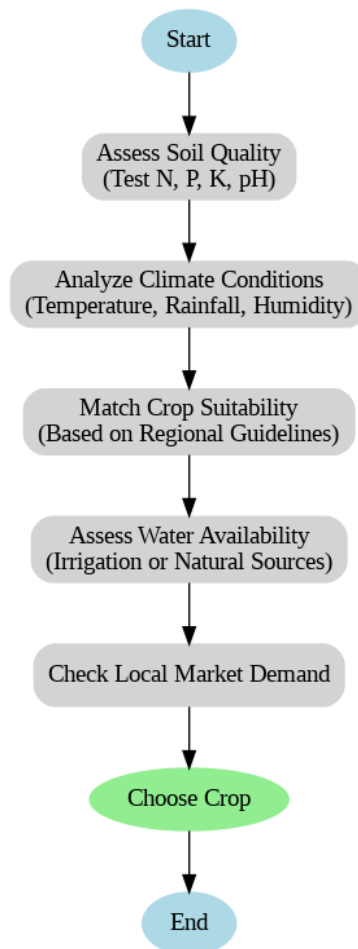 Start
Assess Soil Quality
(Test N, P, K, pH)
Analyze Climate Conditions
(Temperature, Rainfall, Humidity)
Match Crop Suitability
(Based on Regional Guidelines)
Assess Water Availability
(Irrigation or Natural Sources)
Check Local Market Demand
Choose Crop
End